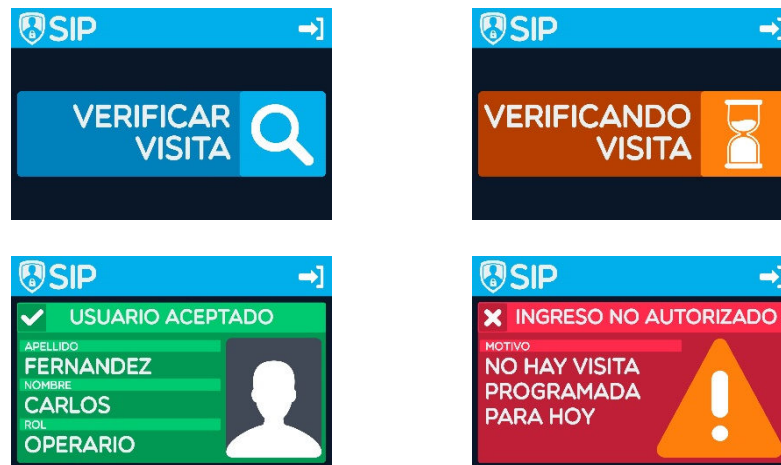 SIP
VERIFICAR
VISITA
SIP
VERIFICANDO
VISITA
SIP
USUARIO ACEPTADO
APELLIDO
FERNANDEZ
NOMBRE
CARLOS
ROL
OPERARIO
SIP
INGRESO NO AUTORIZADO
MOTIVO
NO HAY VISITA
PROGRAMADA
PARA HOY